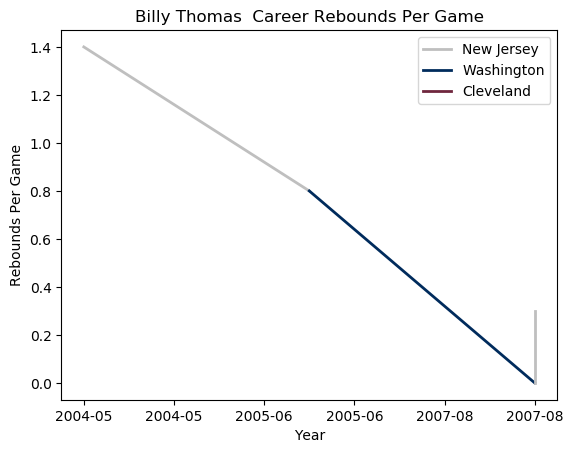 Billy Thomas  Career Rebounds Per Game
New Jersey
Washington
Cleveland
1.4
1.2
1.0
0.8
0.6
0.4
0.2
0.0
Rebounds Per Game
2004-05 2004-05 2005-06 2005-06 2007-08 2007-08
Year